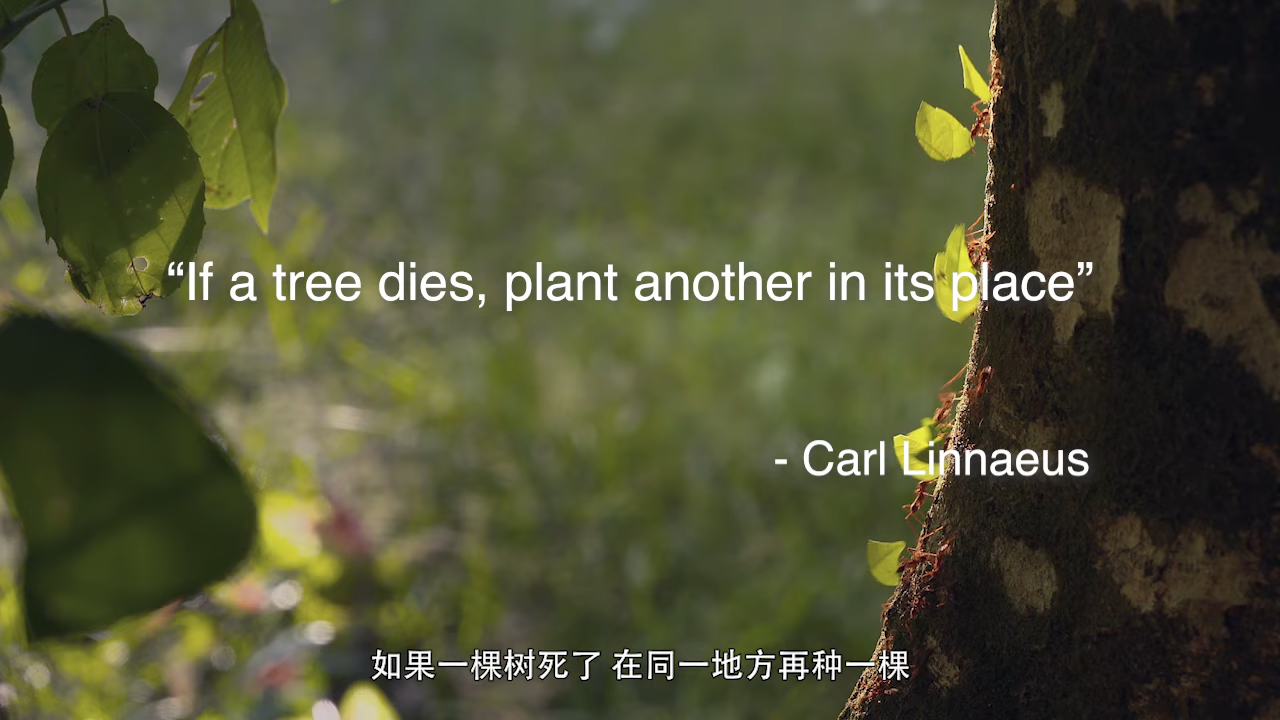 “If a tree dies, plant another in its place”
- Carl Linnaeus
如果一棵树死了 在同一地方再种一棵